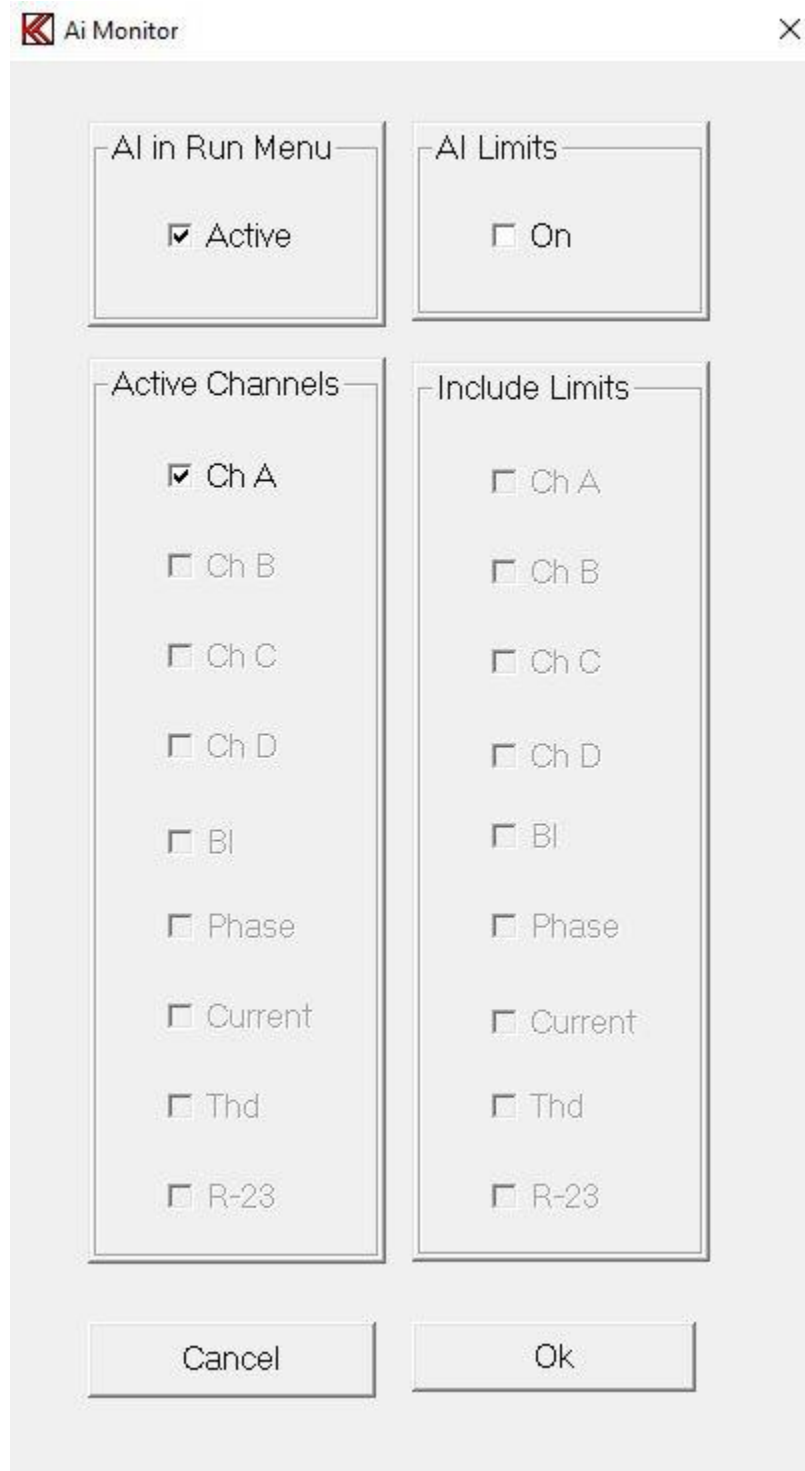 Ai Monitor
AI in Run Menu
Active
AI Limits
On
Active Channels
Ch A
Ch B
Ch C
Ch D
Bl
Phase
Current
Thd
R-23
Include Limits
Ch A
Ch B
Ch C
Ch D
Bl
Phase
Current
Thd
R-23
Cancel
Ok